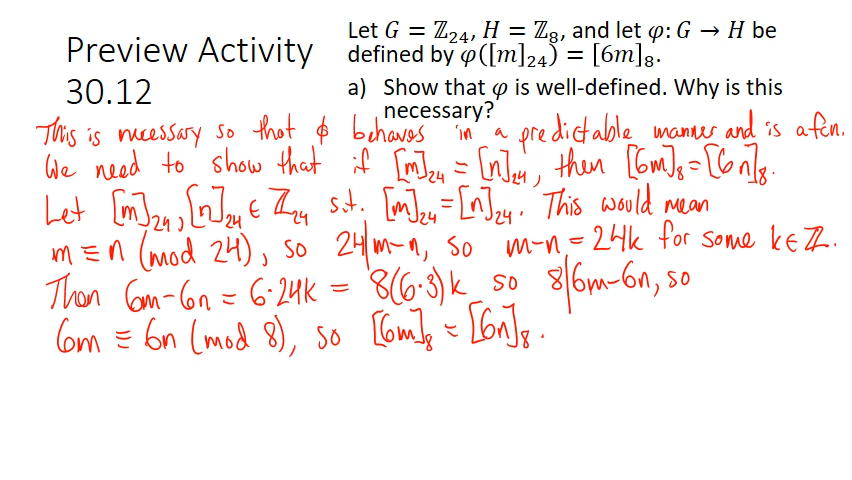 Preview Activity
30.12
Let G = ℤ₂₄, H = ℤ₈, and let φ: G → H be
defined by φ([m]₂₄) = [6m]₈.
a) Show that φ is well-defined. Why is this
necessary?
This is necessary so that ϕ behaves in a predictable manner and is a fcn.
We need to show that if [m]₂₄ = [n]₂₄, then [6m]₈ = [6n]₈.
Let [m]₂₄, [n]₂₄ ∈ ℤ₂₄ s.t. [m]₂₄ = [n]₂₄. This would mean
m ≡ n (mod 24), so 24|m−n, so m−n = 24k for some k ∈ ℤ.
Then 6m−6n = 6·24k = 8(6·3)k so 8|6m−6n, so
6m ≡ 6n (mod 8), so [6m]₈ = [6n]₈.